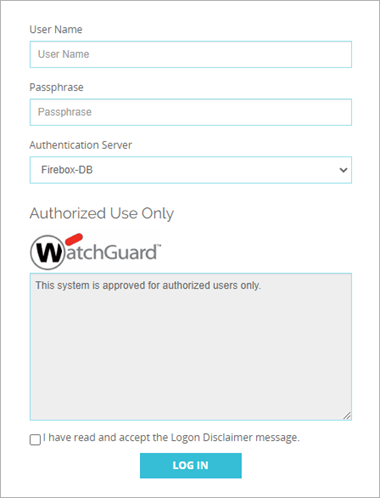 User Name
User Name
Passphrase
Passphrase
Authentication Server
Firebox-DB
Authorized Use Only
WatchGuard™
This system is approved for authorized users only.
I have read and accept the Logon Disclaimer message.
LOG IN